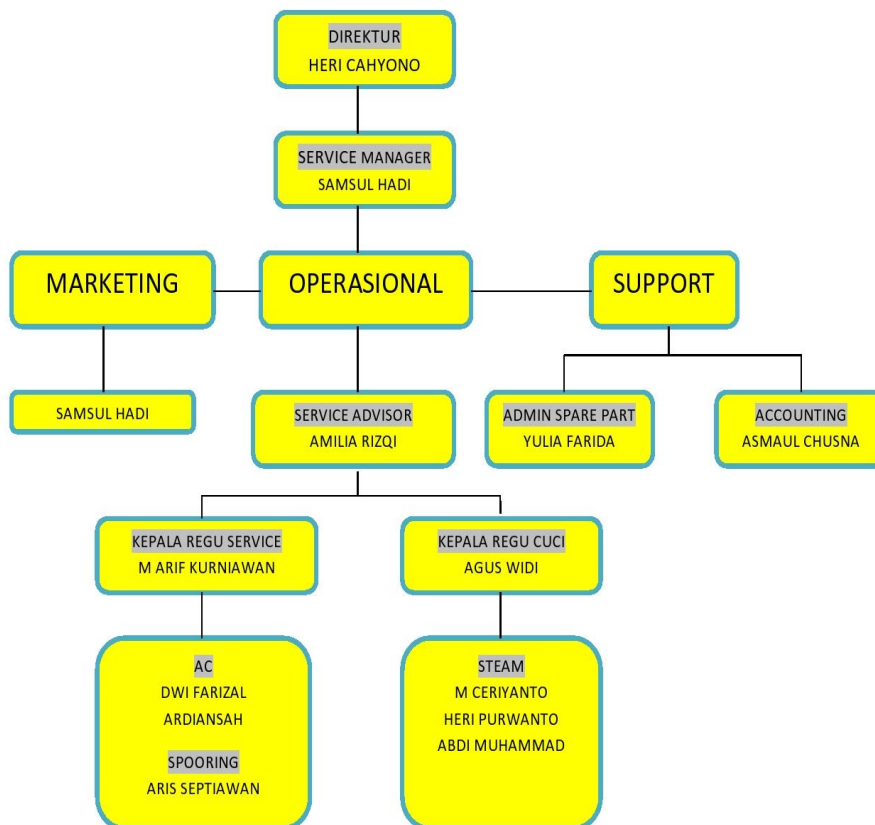 DIREKTUR
HERI CAHYONO
SERVICE MANAGER
SAMSUL HADI
MARKETING
OPERASIONAL
SUPPORT
SAMSUL HADI
SERVICE ADVISOR
AMILIA RIZQI
ADMIN SPARE PART
YULIA FARIDA
ACCOUNTING
ASMAUL CHUSNA
KEPALA REGU SERVICE
M ARIF KURNIAWAN
KEPALA REGU CUCI
AGUS WIDI
AC
DWI FARIZAL
ARDIANSAH
SPOORING
ARIS SEPTIAWAN
STEAM
M CERIYANTO
HERI PURWANTO
ABDI MUHAMMAD